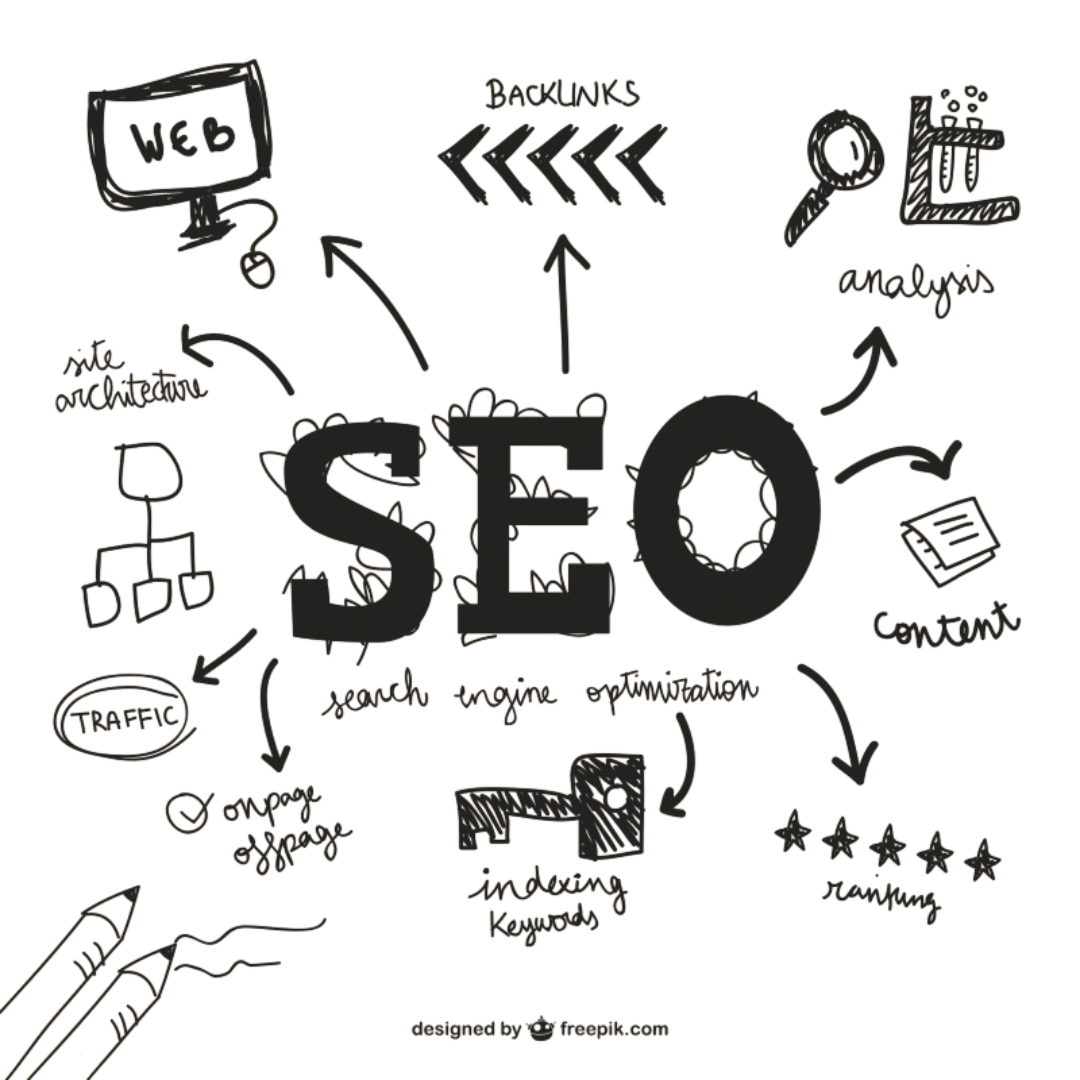 WEB
BACKLINKS
analysis
site
architecture
SEO
content
search engine optimization
TRAFFIC
onpage
offpage
indexing
Keywords
ranking
designed by freepik.com